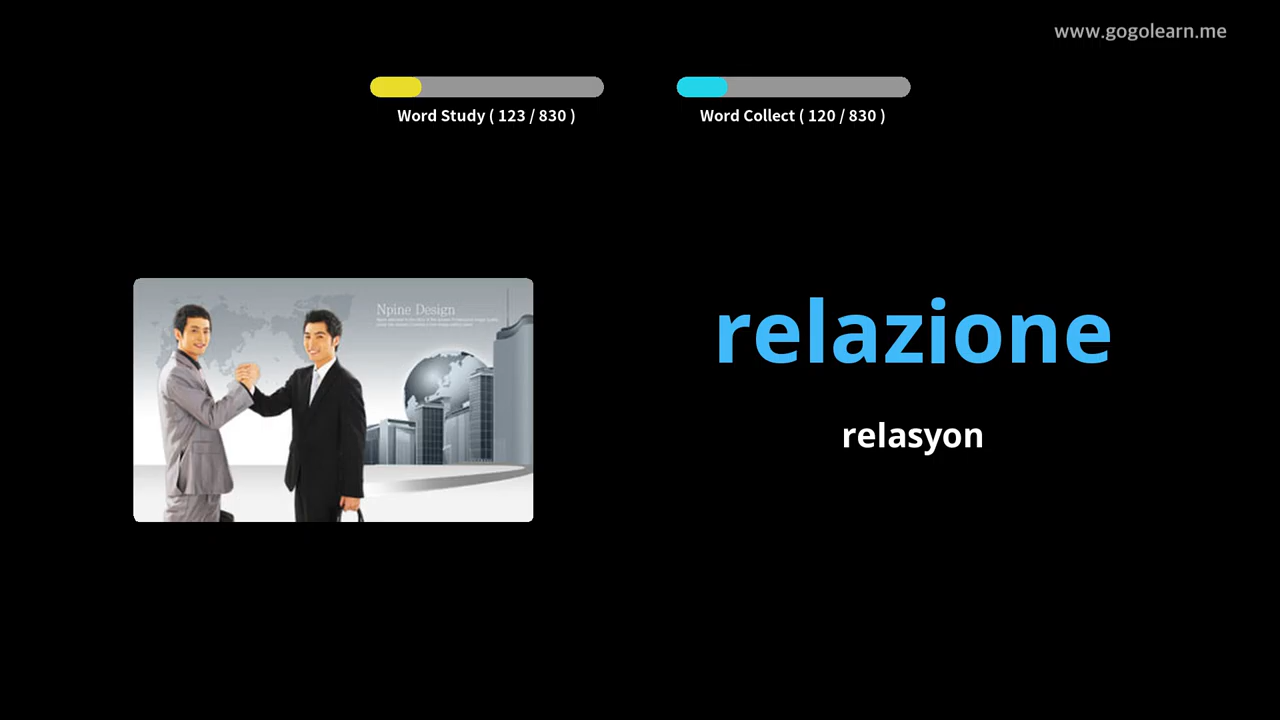 www.gogolearn.me
Word Study ( 123 / 830 )
Word Collect ( 120 / 830 )
Npine Design
relazione
relasyon